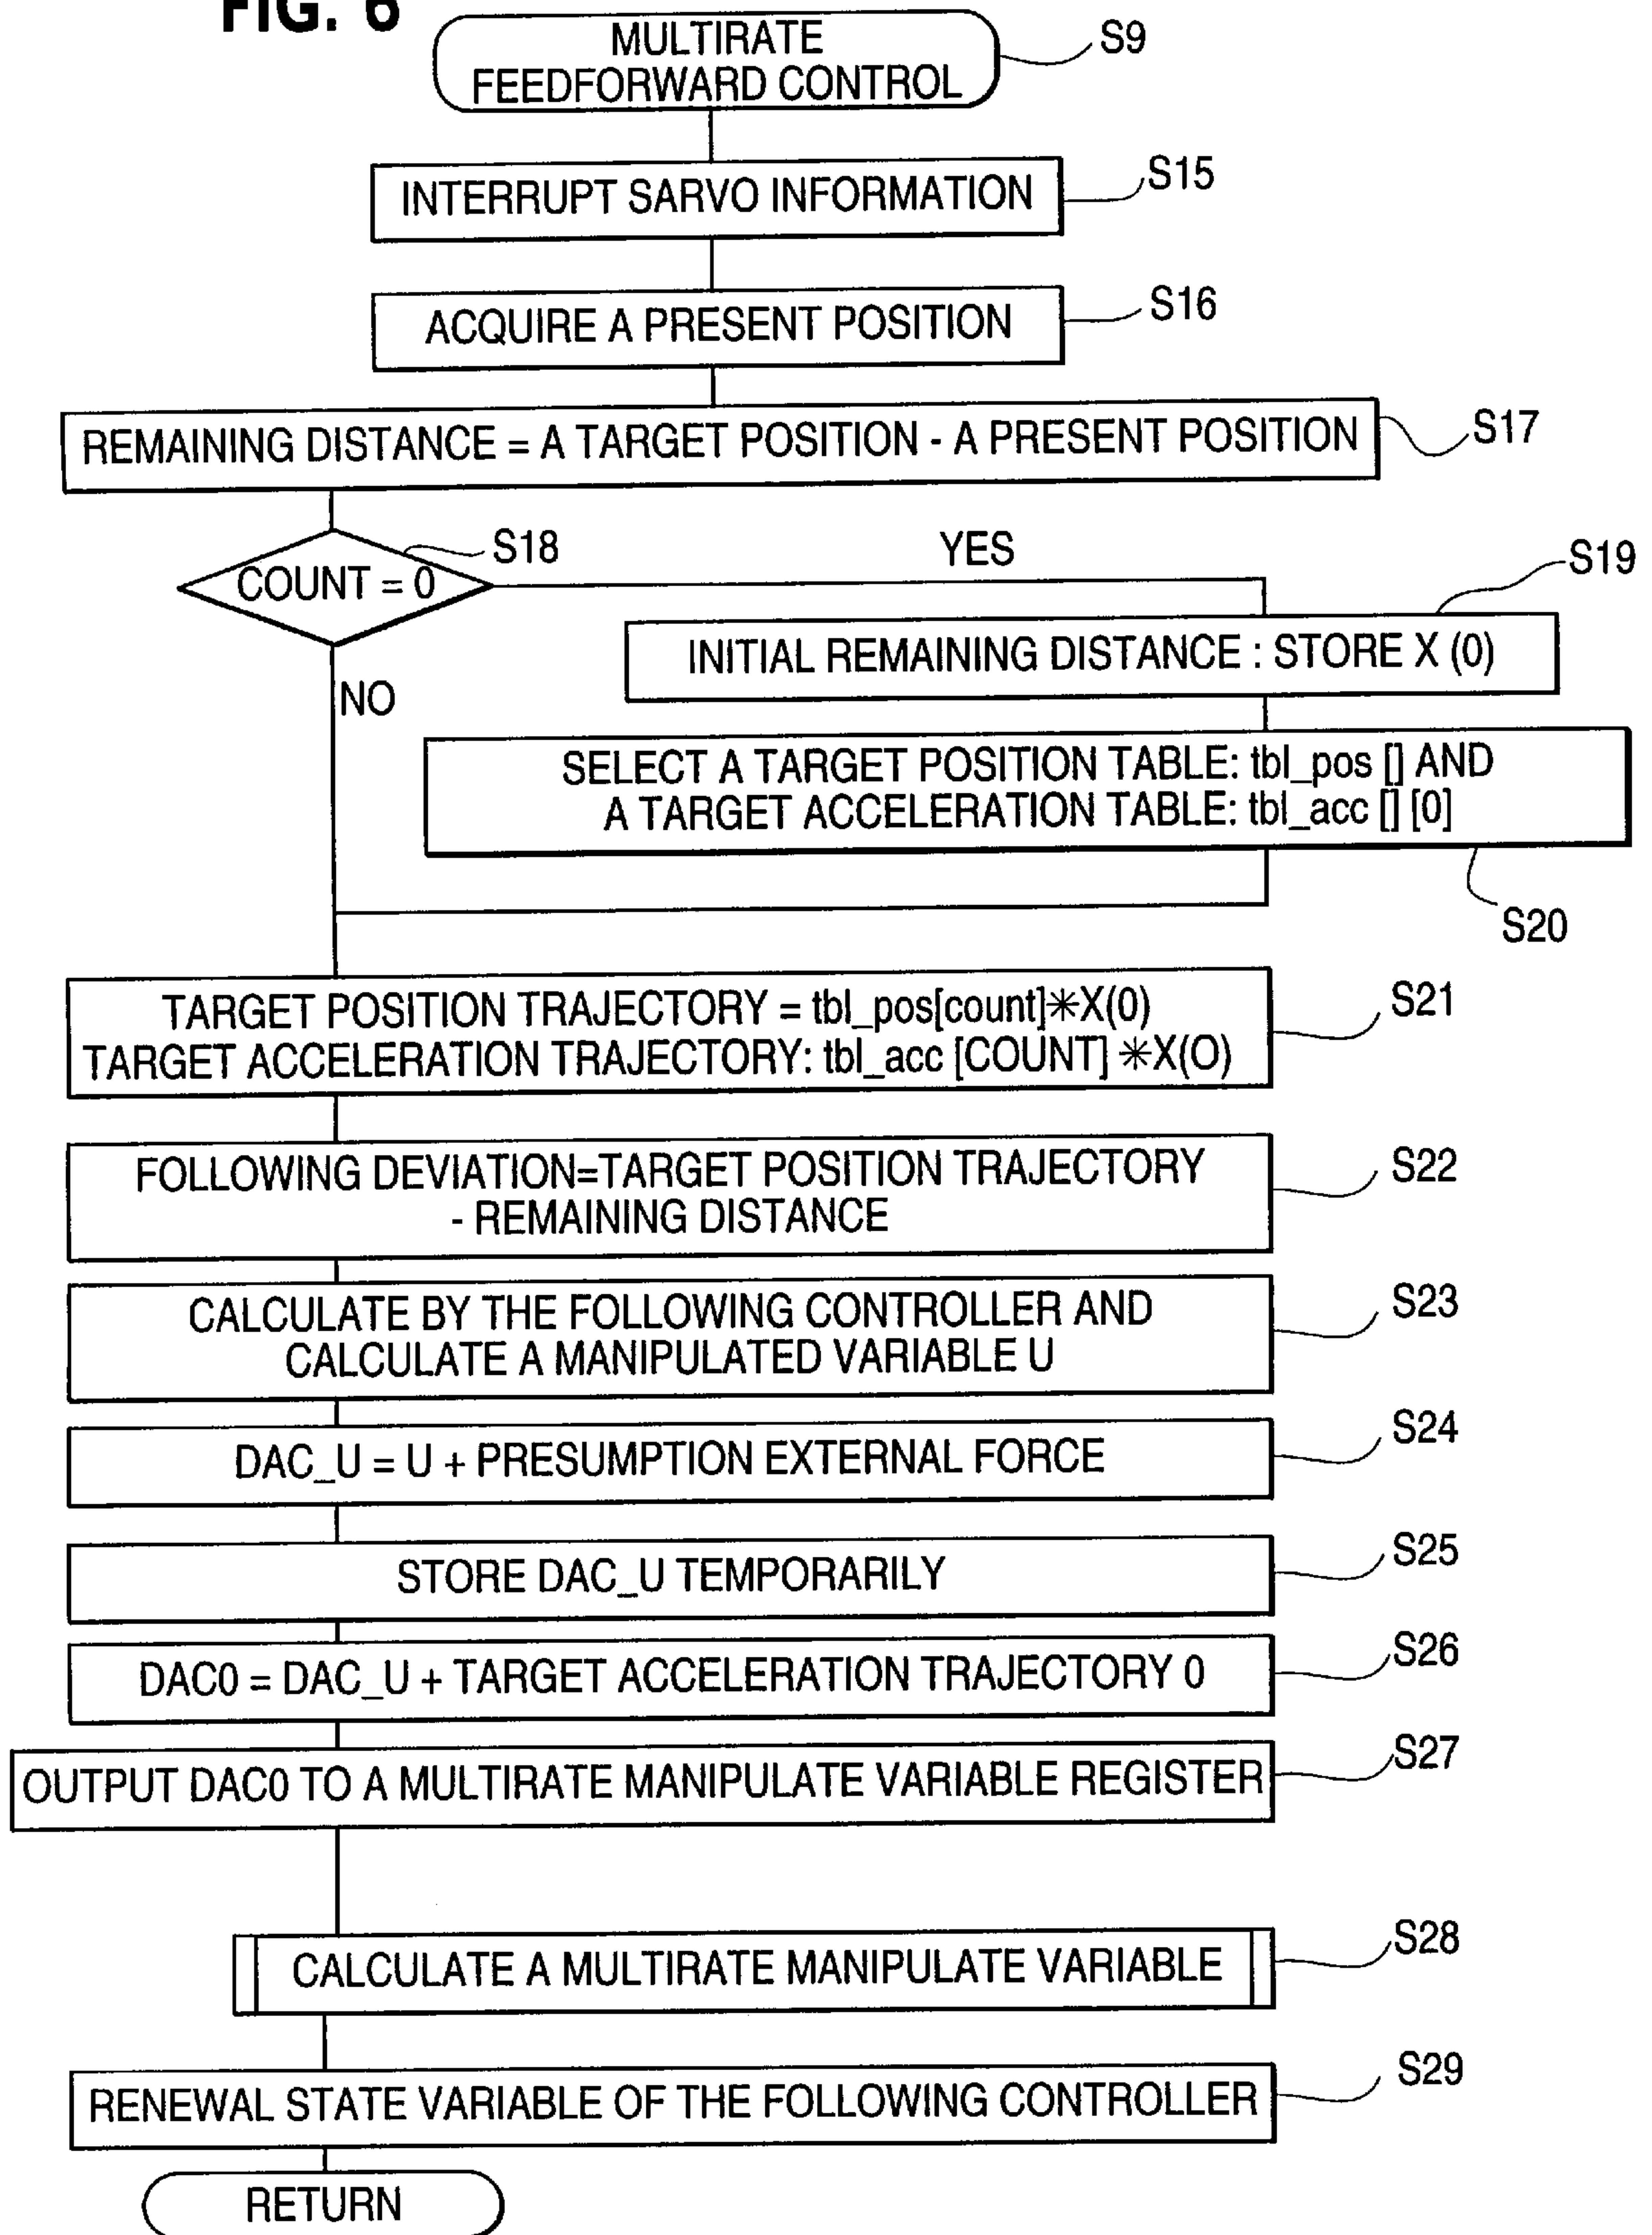 FIG. 6
MULTIRATE
FEEDFORWARD CONTROL
S9
INTERRUPT SARVO INFORMATION
S15
ACQUIRE A PRESENT POSITION
S16
REMAINING DISTANCE = A TARGET POSITION - A PRESENT POSITION
S17
COUNT = 0
S18
YES
NO
INITIAL REMAINING DISTANCE : STORE X (0)
S19
SELECT A TARGET POSITION TABLE: tbl_pos [] AND
A TARGET ACCELERATION TABLE: tbl_acc [] [0]
S20
TARGET POSITION TRAJECTORY = tbl_pos[count]*X(0)
TARGET ACCELERATION TRAJECTORY: tbl_acc [COUNT] *X(O)
S21
FOLLOWING DEVIATION=TARGET POSITION TRAJECTORY
- REMAINING DISTANCE
S22
CALCULATE BY THE FOLLOWING CONTROLLER AND
CALCULATE A MANIPULATED VARIABLE U
S23
DAC_U = U + PRESUMPTION EXTERNAL FORCE
S24
STORE DAC_U TEMPORARILY
S25
DAC0 = DAC_U + TARGET ACCELERATION TRAJECTORY 0
S26
OUTPUT DAC0 TO A MULTIRATE MANIPULATE VARIABLE REGISTER
S27
CALCULATE A MULTIRATE MANIPULATE VARIABLE
S28
RENEWAL STATE VARIABLE OF THE FOLLOWING CONTROLLER
S29
RETURN